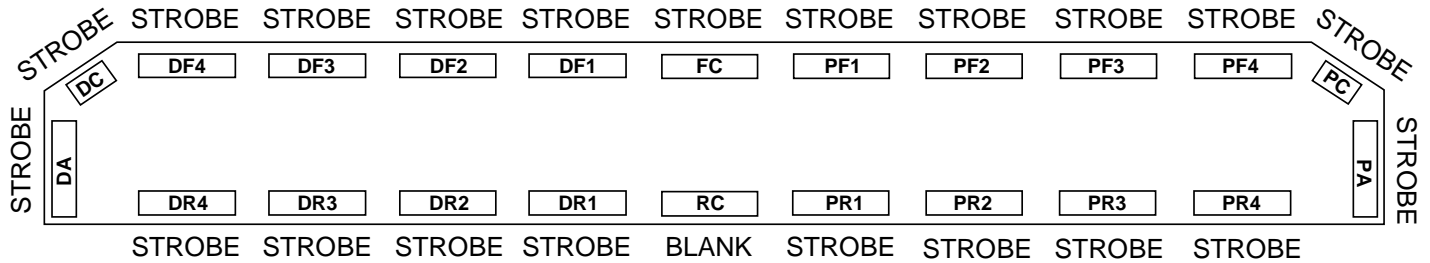 STROBE STROBE STROBE STROBE STROBE STROBE STROBE STROBE STROBE STROBE STROBE
DC DF4 DF3 DF2 DF1 FC PF1 PF2 PF3 PF4 PC
STROBE DA PA STROBE
DR4 DR3 DR2 DR1 RC PR1 PR2 PR3 PR4
STROBE STROBE STROBE STROBE BLANK STROBE STROBE STROBE STROBE